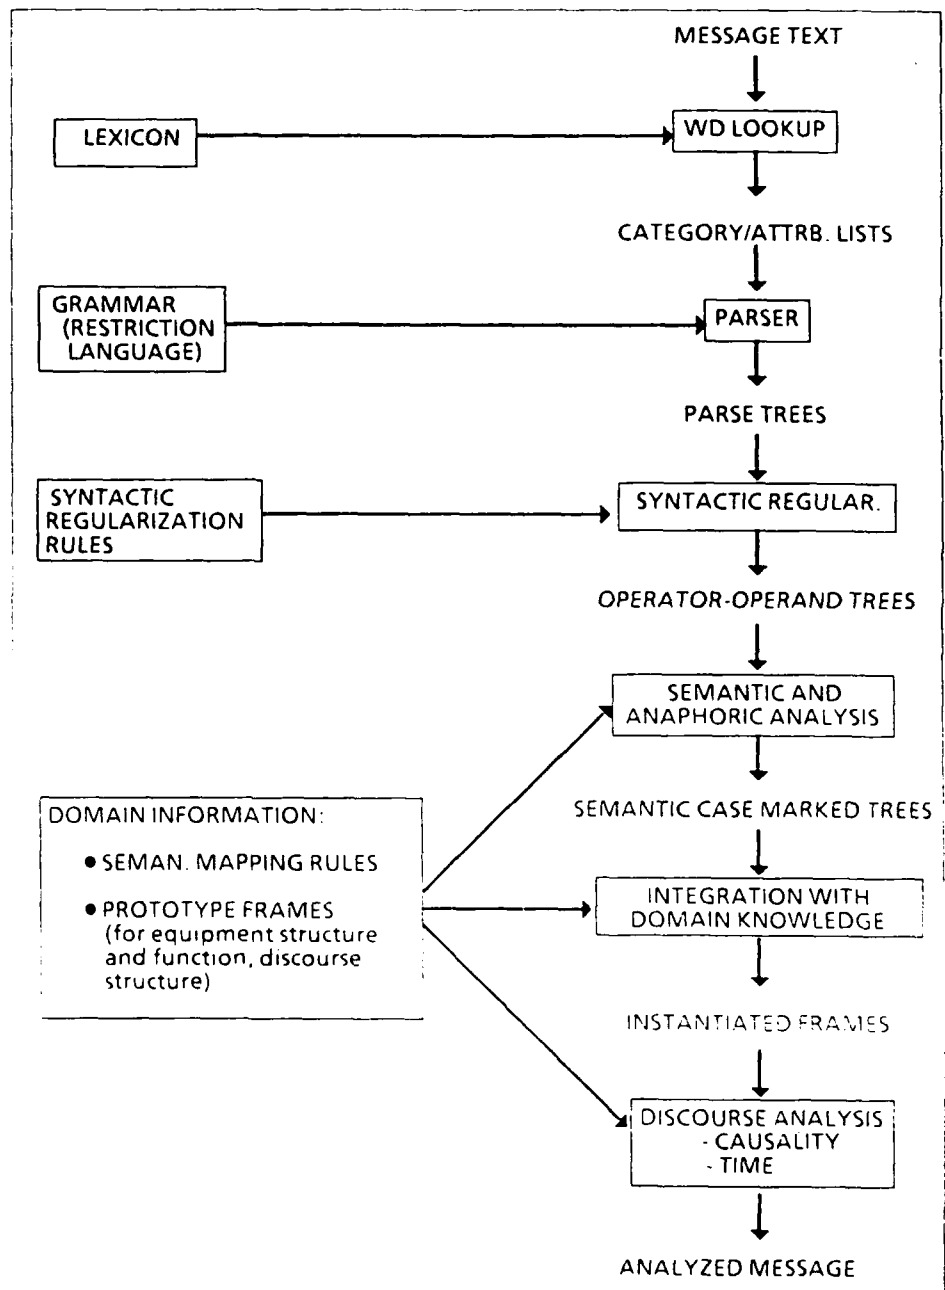 MESSAGE TEXT
LEXICON
WD LOOKUP
CATEGORY/ATTRB. LISTS
GRAMMAR
(RESTRICTION
LANGUAGE)
PARSER
PARSE TREES
SYNTACTIC
REGULARIZATION
RULES
SYNTACTIC REGULAR.
OPERATOR-OPERAND TREES
SEMANTIC AND
ANAPHORIC ANALYSIS
SEMANTIC CASE MARKED TREES
DOMAIN INFORMATION:
● SEMAN. MAPPING RULES
● PROTOTYPE FRAMES
(for equipment structure
and function, discourse
structure)
INTEGRATION WITH
DOMAIN KNOWLEDGE
INSTANTIATED FRAMES
DISCOURSE ANALYSIS
- CAUSALITY
- TIME
ANALYZED MESSAGE